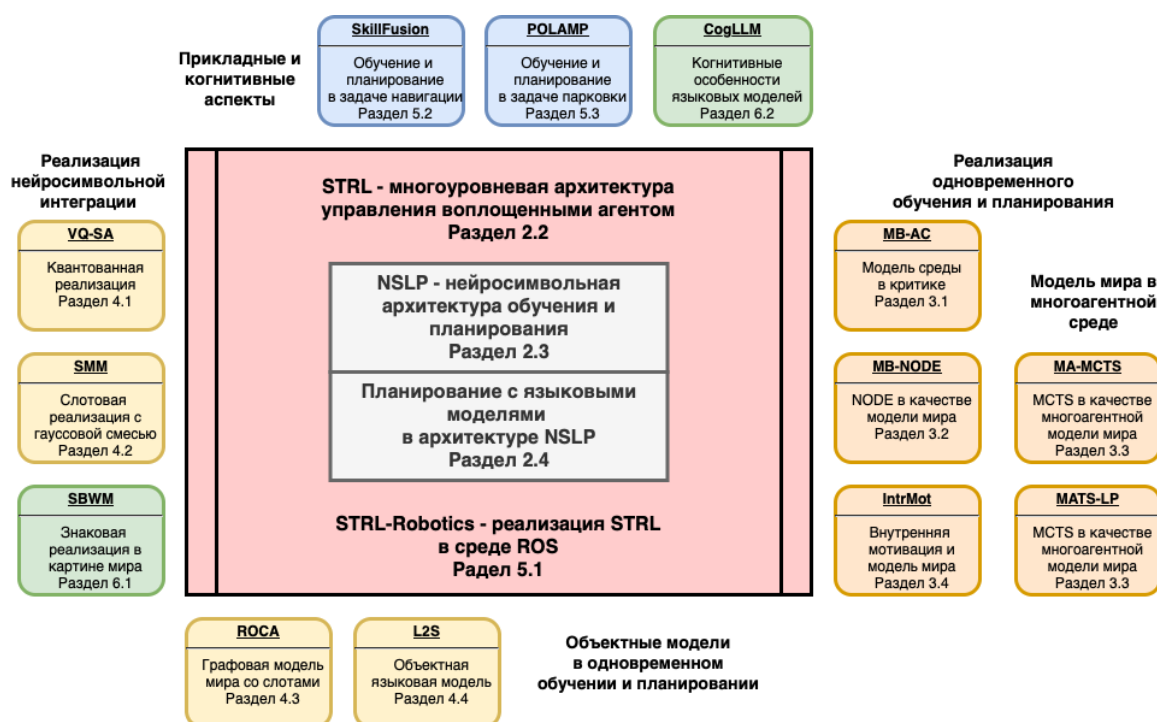 SkillFusion
Обучение и
планирование
в задаче навигации
Раздел 5.2
POLAMP
Обучение и
планирование
в задаче парковки
Раздел 5.3
CogLLM
Когнитивные
особенности
языковых моделей
Раздел 6.2
Прикладные и
когнитивные
аспекты
Реализация
нейросимвольной
интеграции
VQ-SA
Квантованная
реализация
Раздел 4.1
SMM
Слотовая
реализация с
гауссовой смесью
Раздел 4.2
SBWM
Знаковая
реализация в
картине мира
Раздел 6.1
STRL - многоуровневая архитектура
управления воплощенными агентом
Раздел 2.2
NSLP - нейросимвольная
архитектура обучения и
планирования
Раздел 2.3
Планирование с языковыми
моделями
в архитектуре NSLP
Раздел 2.4
STRL-Robotics - реализация STRL
в среде ROS
Радел 5.1
Реализация
одновременного
обучения и планирования
MB-AC
Модель среды
в критике
Раздел 3.1
Модель мира в
многоагентной
среде
MB-NODE
NODE в качестве
модели мира
Раздел 3.2
MA-MCTS
MCTS в качестве
многоагентной
модели мира
Раздел 3.3
IntrMot
Внутренняя
мотивация и
модель мира
Раздел 3.4
MATS-LP
MCTS в качестве
многоагентной
модели мира
Раздел 3.3
ROCA
Графовая модель
мира со слотами
Раздел 4.3
L2S
Объектная
языковая модель
Раздел 4.4
Объектные модели
в одновременном
обучении и планировании